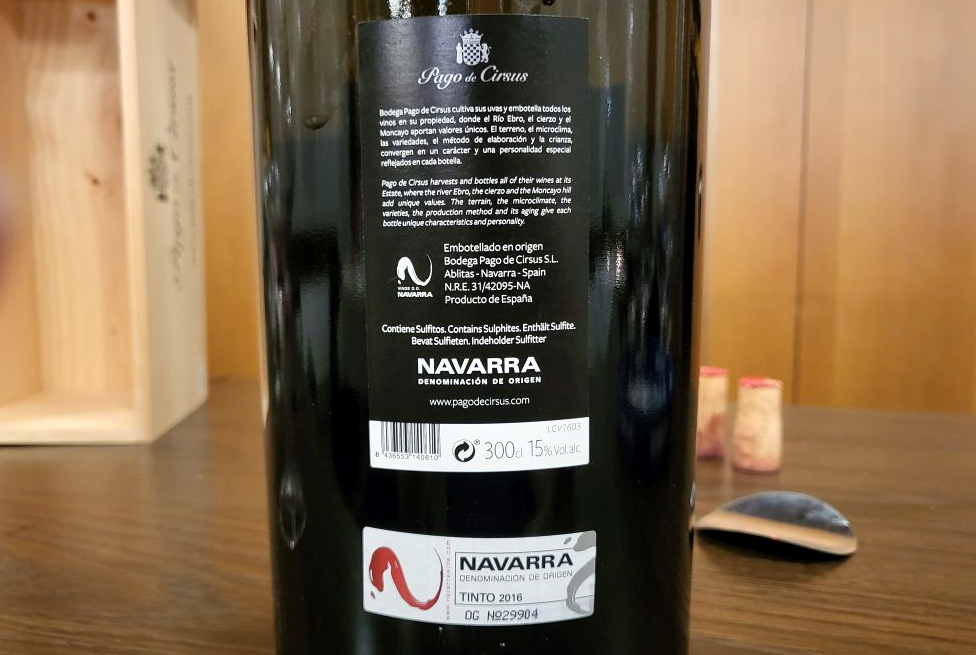 Pago de Cirsus
Bodega Pago de Cirsus cultiva sus uvas y embotella todos los
vinos en su propiedad, donde el Río Ebro, el cierzo y el
Moncayo aportan valores únicos. El terreno, el microclima,
las variedades, el método de elaboración y la crianza,
convergen en un carácter y una personalidad especial
reflejados en cada botella.
Pago de Cirsus harvests and bottles all of their wines at its
Estate, where the river Ebro, the cierzo and the Moncayo hill
add unique values. The terrain, the microclimate, the
varieties, the production method and its aging give each
bottle unique characteristics and personality.
Embotellado en origen
Bodega Pago de Cirsus S.L.
Ablitas - Navarra - Spain
N.R.E. 31/42095-NA
Producto de España
VINOS D.O.
NAVARRA
Contiene Sulfitos. Contains Sulphites. Enthält Sulfite.
Bevat Sulfieten. Indeholder Sulfitter
NAVARRA
DENOMINACIÓN DE ORIGEN
www.pagodecirsus.com
LCV1603
8 436553 140610
300cl. 15% Vol.alc.
www.navarrawine.com
NAVARRA
DENOMINACIÓN DE ORIGEN
TINTO 2016
OG Nº29904